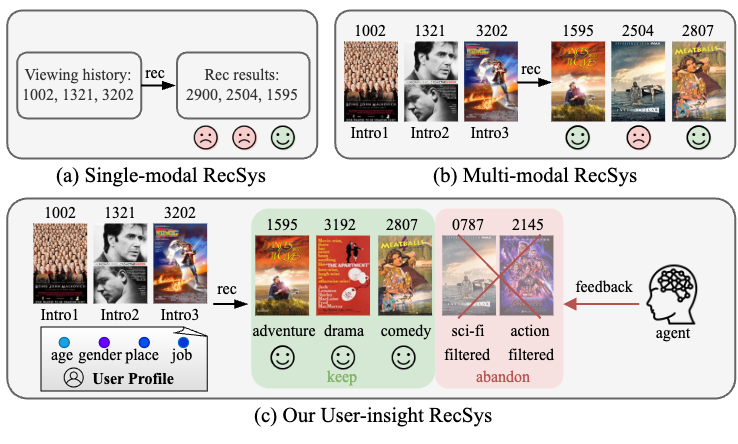 Viewing history:
1002, 1321, 3202
rec
Rec results:
2900, 2504, 1595
(a) Single-modal RecSys
1002 1321 3202
Intro1 Intro2 Intro3
rec
1595 2504 2807
MEATBALLS
(b) Multi-modal RecSys
1002 1321 3202
Intro1 Intro2 Intro3
age gender place job
User Profile
rec
1595 3192 2807 0787 2145
"THE APARTMENT"
MEATBALLS
adventure drama comedy sci-fi action
filtered filtered
keep abandon
feedback
agent
(c) Our User-insight RecSys